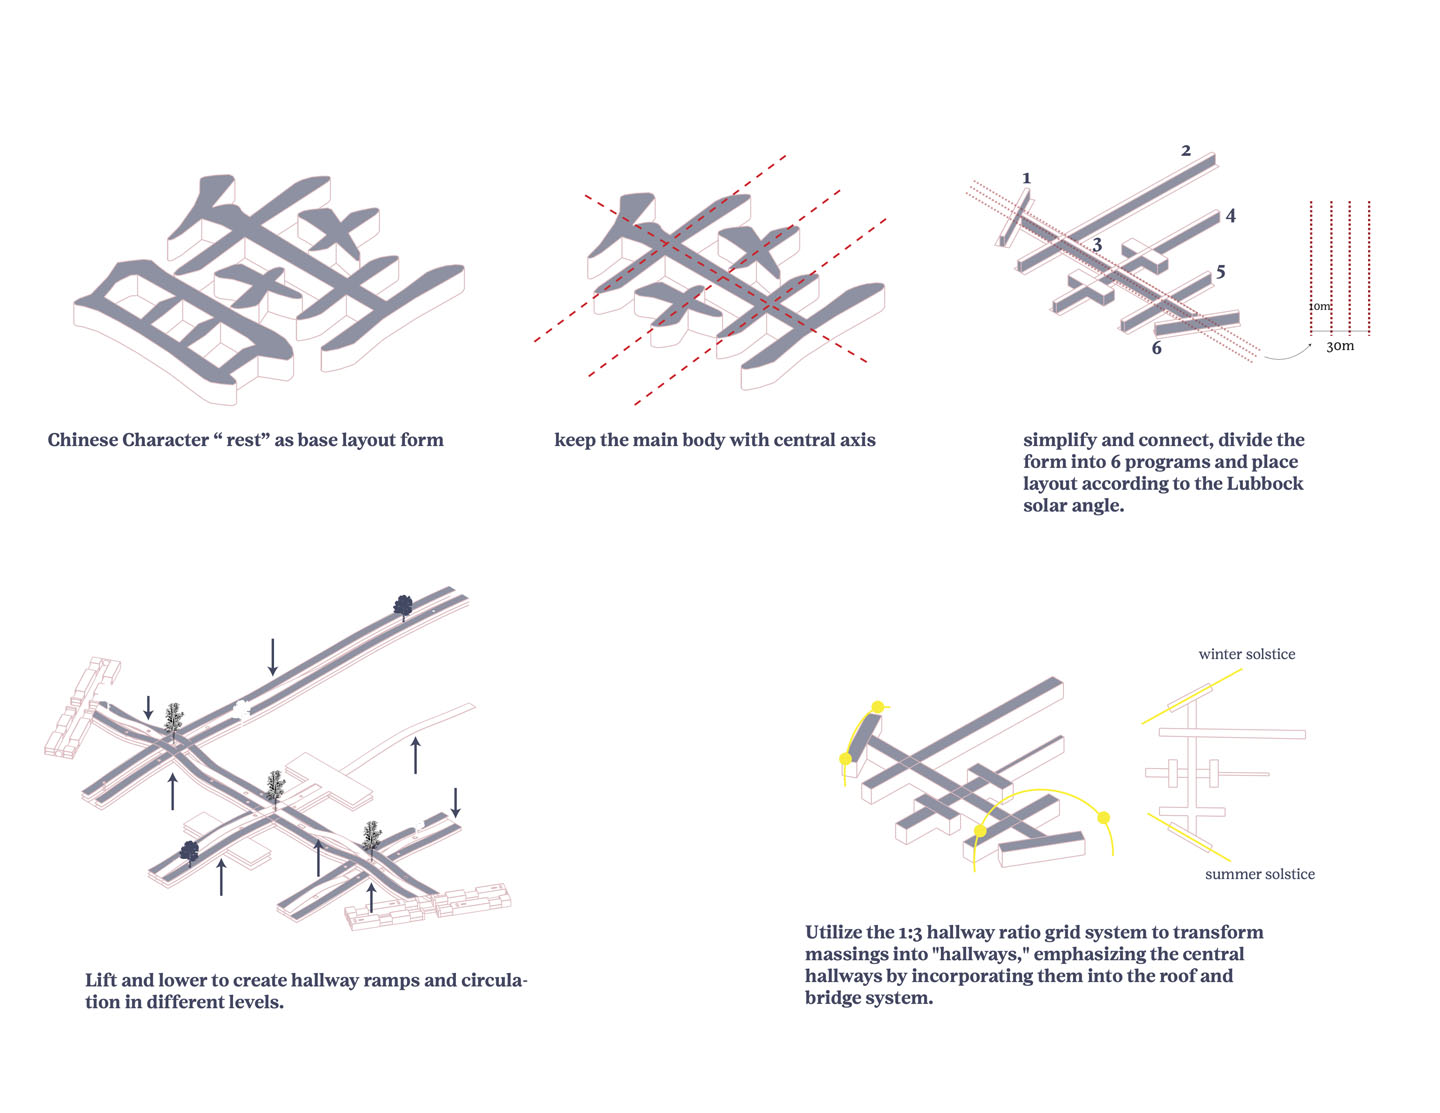 Chinese Character “ rest” as base layout form
keep the main body with central axis
1
2
3
4
5
6
10m
30m
simplify and connect, divide the
form into 6 programs and place
layout according to the Lubbock
solar angle.
Lift and lower to create hallway ramps and circula-
tion in different levels.
winter solstice
summer solstice
Utilize the 1:3 hallway ratio grid system to transform
massings into "hallways," emphasizing the central
hallways by incorporating them into the roof and
bridge system.